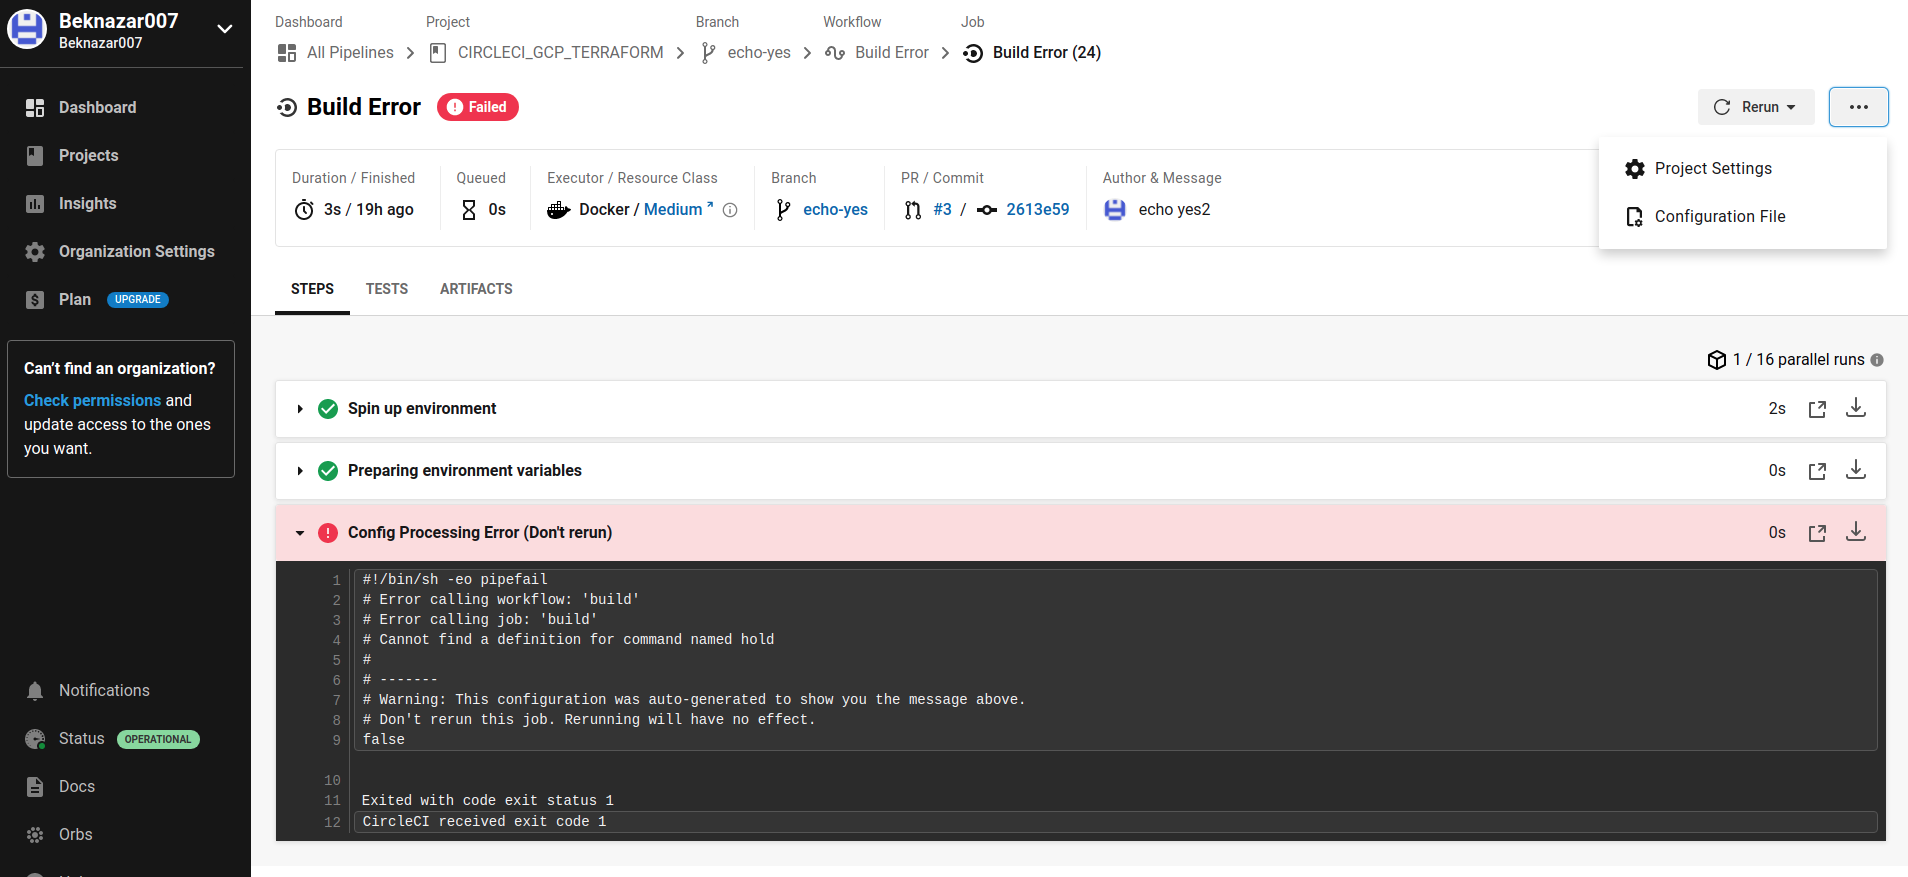 Beknazar007
Beknazar007
Dashboard
Projects
Insights
Organization Settings
Plan UPGRADE
Can't find an organization?
Check permissions and
update access to the ones
you want.
Notifications
Status OPERATIONAL
Docs
Orbs
Dashboard Project Branch Workflow Job
All Pipelines CIRCLECI_GCP_TERRAFORM echo-yes Build Error Build Error (24)
Build Error Failed
Rerun
Project Settings
Configuration File
Duration / Finished Queued Executor / Resource Class Branch PR / Commit Author & Message
3s / 19h ago 0s Docker / Medium echo-yes #3 / 2613e59 echo yes2
STEPS TESTS ARTIFACTS
1 / 16 parallel runs
Spin up environment 2s
Preparing environment variables 0s
Config Processing Error (Don't rerun) 0s
1 #!/bin/sh -eo pipefail
2 # Error calling workflow: 'build'
3 # Error calling job: 'build'
4 # Cannot find a definition for command named hold
5 #
6 # -------
7 # Warning: This configuration was auto-generated to show you the message above.
8 # Don't rerun this job. Rerunning will have no effect.
9 false
10
11 Exited with code exit status 1
12 CircleCI received exit code 1